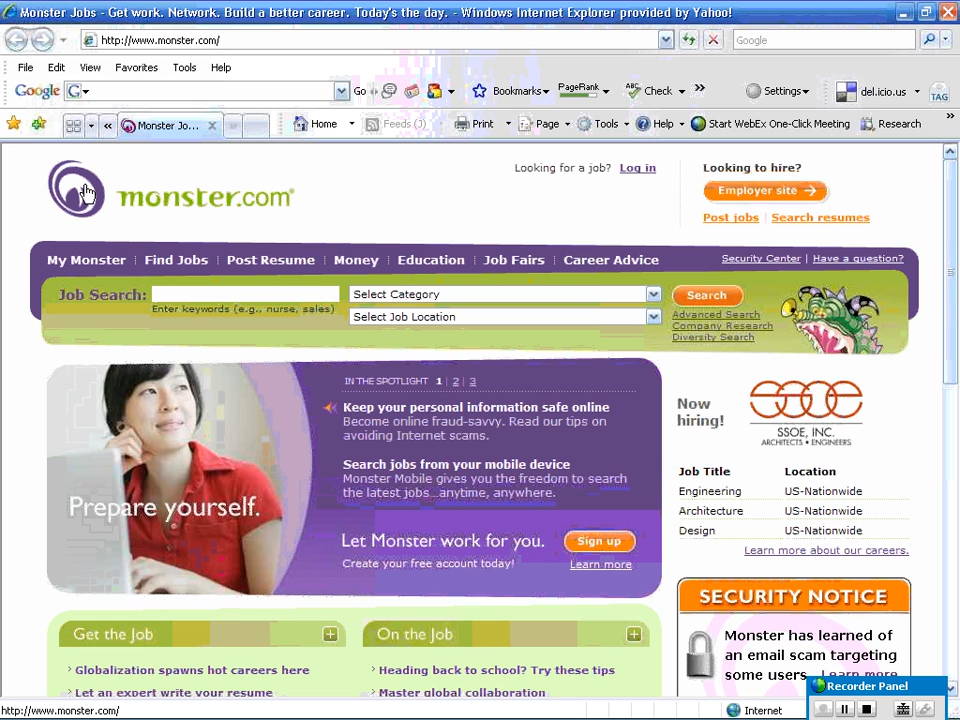 Monster Jobs - Get work. Network. Build a better career. Today's the day. - Windows Internet Explorer provided by Yahoo!
http://www.monster.com/
Google
File Edit View Favorites Tools Help
Google G Go Bookmarks PageRank Check Settings del.icio.us TAG
Monster Jo... Home Feeds (J) Print Page Tools Help Start WebEx One-Click Meeting Research
monster.com
Looking for a job? Log in
Looking to hire?
Employer site
Post jobs | Search resumes
My Monster Find Jobs Post Resume Money Education Job Fairs Career Advice Security Center | Have a question?
Job Search: Select Category Search
Enter keywords (e.g., nurse, sales) Select Job Location
Advanced Search
Company Research
Diversity Search
IN THE SPOTLIGHT 1 | 2 | 3
Keep your personal information safe online
Become online fraud-savvy. Read our tips on
avoiding Internet scams.
Search jobs from your mobile device
Monster Mobile gives you the freedom to search
the latest jobs...anytime, anywhere.
Prepare yourself.
Let Monster work for you. Sign up
Create your free account today! Learn more
Now
hiring!
SSOE, INC.
ARCHITECTS • ENGINEERS
Job Title Location
Engineering US-Nationwide
Architecture US-Nationwide
Design US-Nationwide
Learn more about our careers.
SECURITY NOTICE
Monster has learned of
an email scam targeting
some users. Learn more
Get the Job
Globalization spawns hot careers here
Let an expert write your resume
On the Job
Heading back to school? Try these tips
Master global collaboration
Recorder Panel
http://www.monster.com/ Internet